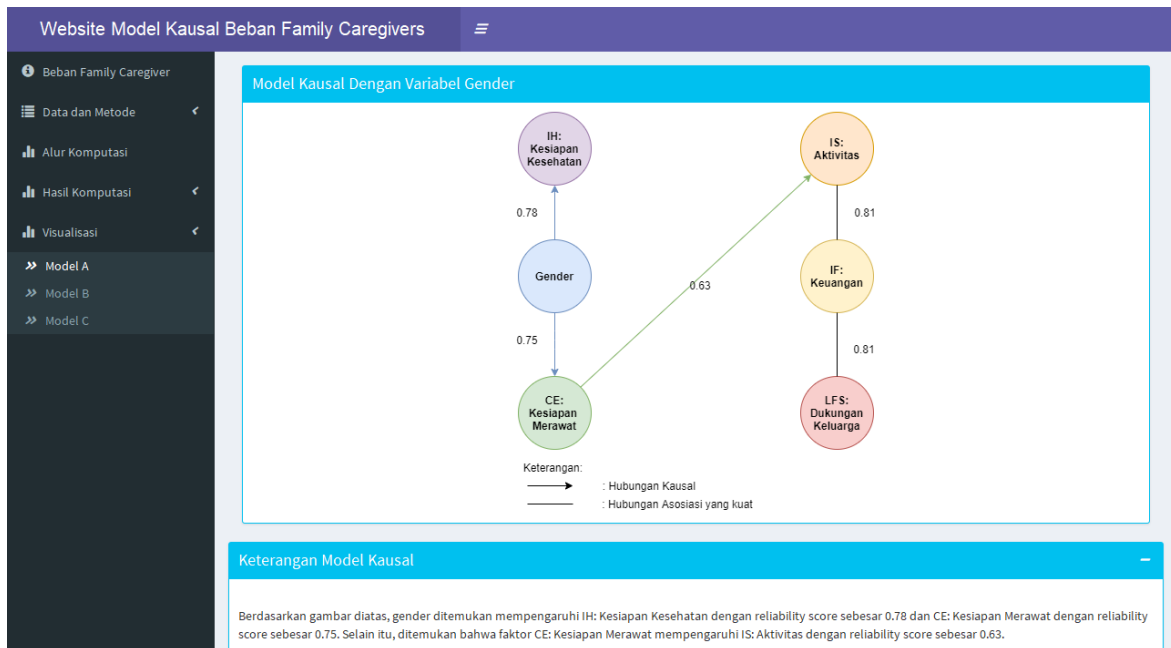 Website Model Kausal Beban Family Caregivers
Beban Family Caregiver
Data dan Metode
Alur Komputasi
Hasil Komputasi
Visualisasi
Model A
Model B
Model C
Model Kausal Dengan Variabel Gender
IH:
Kesiapan
Kesehatan
IS:
Aktivitas
0.78
0.81
Gender
IF:
Keuangan
0.63
0.75
0.81
CE:
Kesiapan
Merawat
LFS:
Dukungan
Keluarga
Keterangan:
: Hubungan Kausal
: Hubungan Asosiasi yang kuat
Keterangan Model Kausal
Berdasarkan gambar diatas, gender ditemukan mempengaruhi IH: Kesiapan Kesehatan dengan reliability score sebesar 0.78 dan CE: Kesiapan Merawat dengan reliability
score sebesar 0.75. Selain itu, ditemukan bahwa faktor CE: Kesiapan Merawat mempengaruhi IS: Aktivitas dengan reliability score sebesar 0.63.